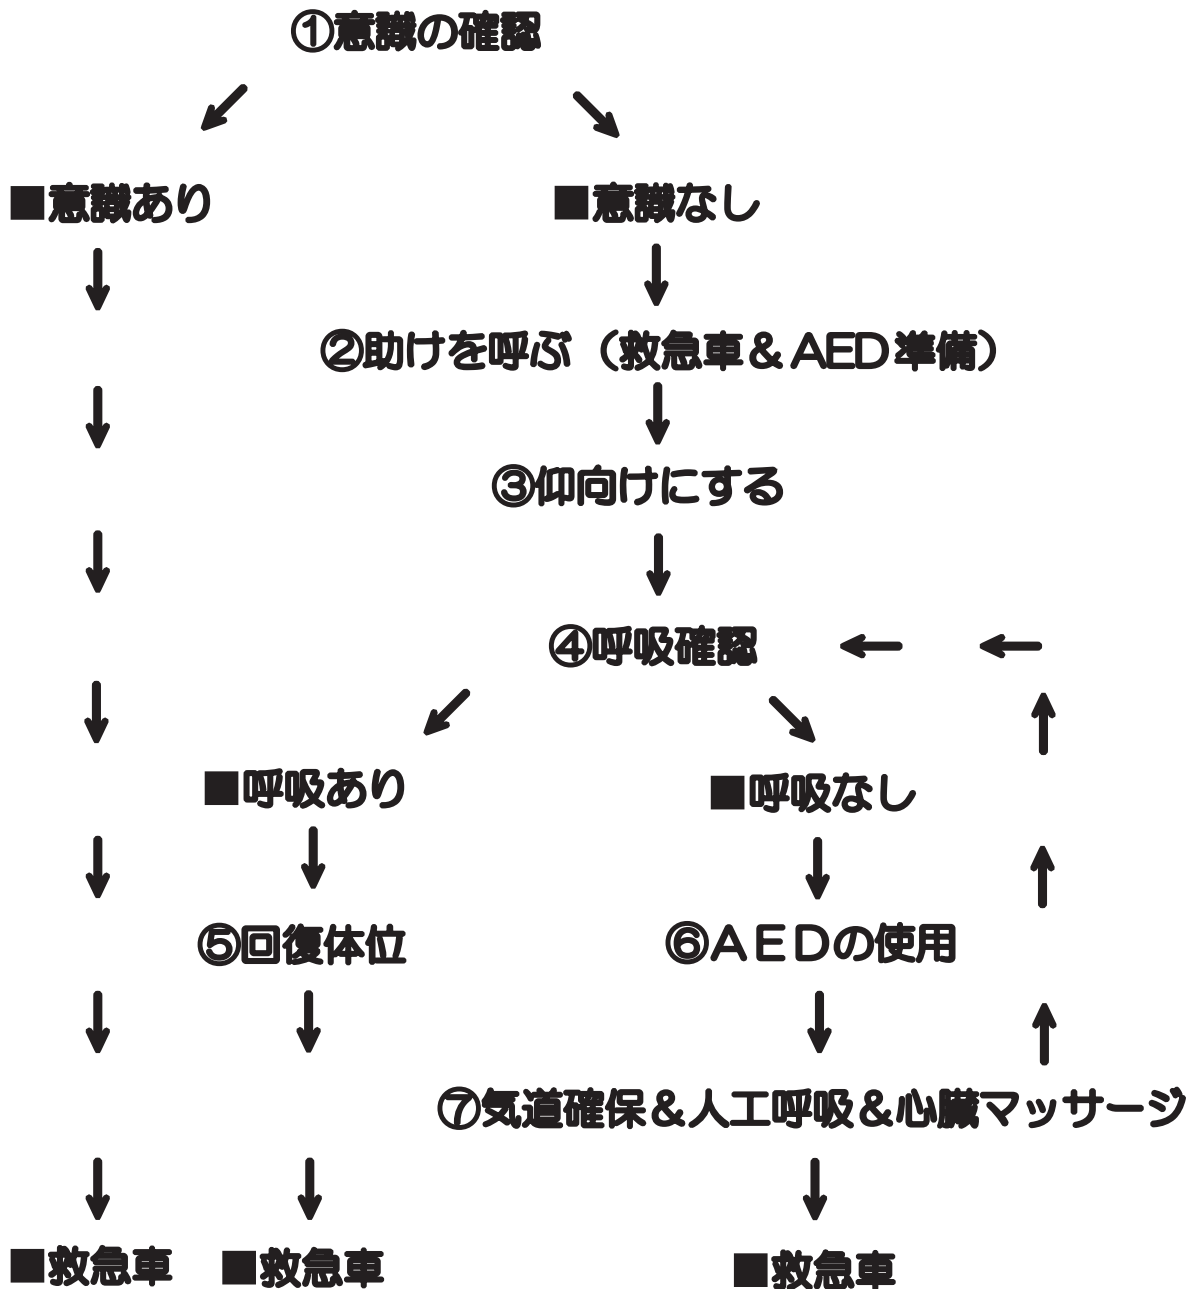 ①意識の確認
■意識あり
■意識なし
②助けを呼ぶ（救急車＆AED準備）
③仰向けにする
④呼吸確認
■呼吸あり
■呼吸なし
⑤回復体位
⑥ＡＥＤの使用
⑦気道確保＆人工呼吸＆心臓マッサージ
■救急車
■救急車
■救急車